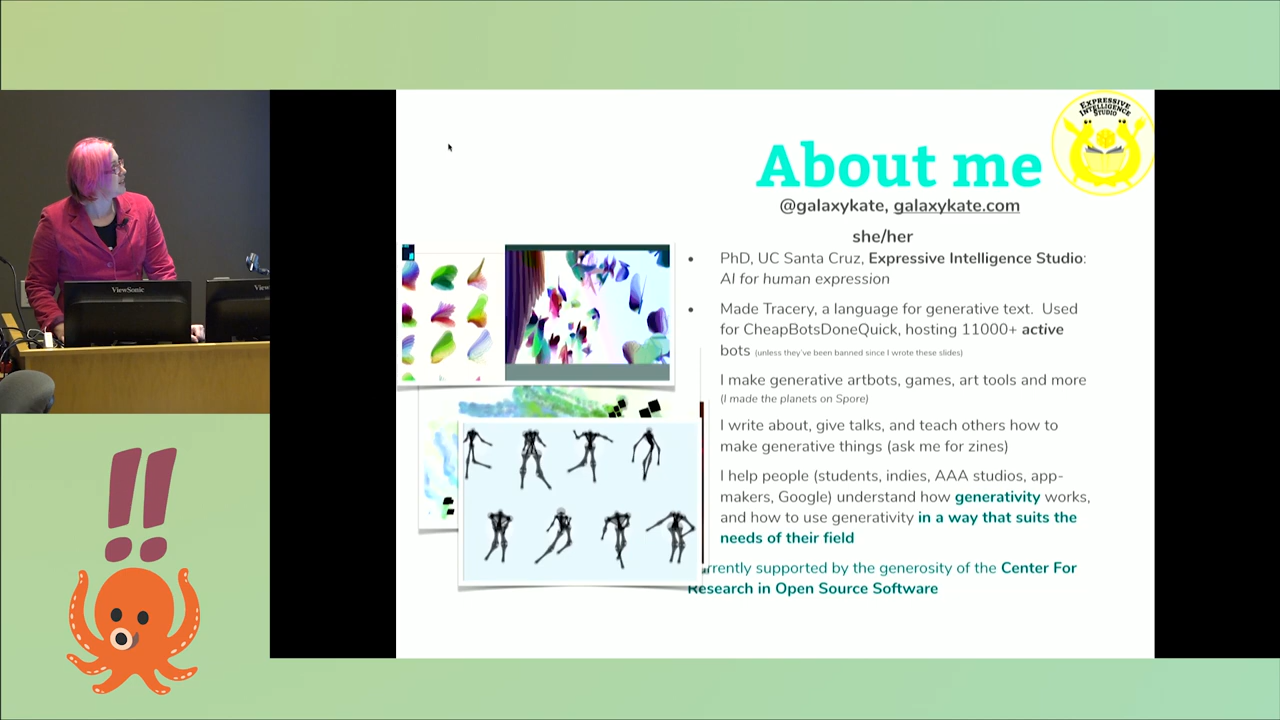 EXPRESSIVE
INTELLIGENCE
STUDIO
About me
@galaxykate, galaxykate.com
she/her
• PhD, UC Santa Cruz, Expressive Intelligence Studio:
AI for human expression
• Made Tracery, a language for generative text. Used
for CheapBotsDoneQuick, hosting 11000+ active
bots (unless they've been banned since I wrote these slides)
I make generative artbots, games, art tools and more
(I made the planets on Spore)
I write about, give talks, and teach others how to
make generative things (ask me for zines)
I help people (students, indies, AAA studios, app-
makers, Google) understand how generativity works,
and how to use generativity in a way that suits the
needs of their field
rrently supported by the generosity of the Center For
Research in Open Source Software
ViewSonic
!!